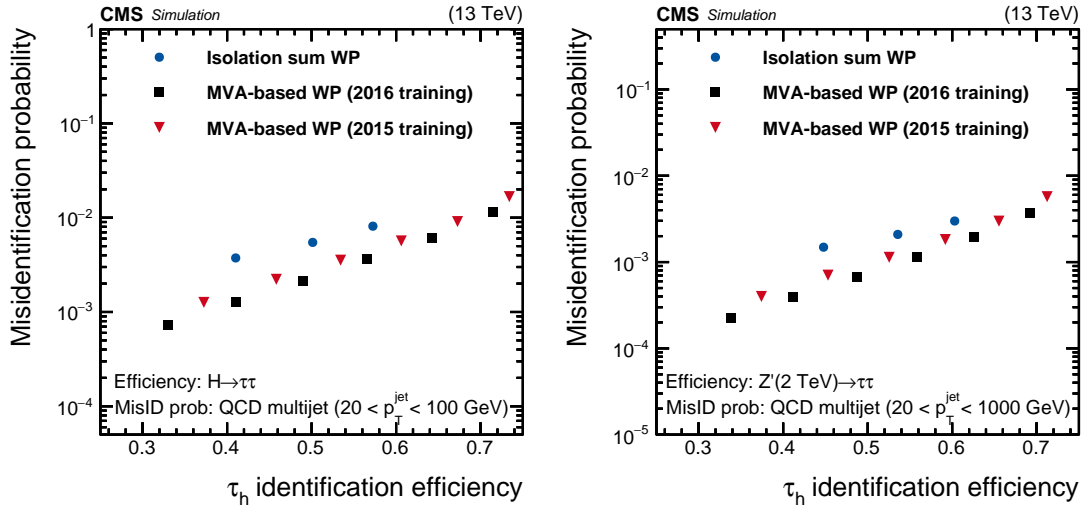 CMS Simulation (13 TeV)
Misidentification probability
1
10⁻¹
10⁻²
10⁻³
10⁻⁴
Isolation sum WP
MVA-based WP (2016 training)
MVA-based WP (2015 training)
Efficiency: H→ττ
MisID prob: QCD multijet (20 < p_T^jet < 100 GeV)
0.3 0.4 0.5 0.6 0.7
τ_h identification efficiency
CMS Simulation (13 TeV)
Misidentification probability
10⁻¹
10⁻²
10⁻³
10⁻⁴
10⁻⁵
Isolation sum WP
MVA-based WP (2016 training)
MVA-based WP (2015 training)
Efficiency: Z'(2 TeV)→ττ
MisID prob: QCD multijet (20 < p_T^jet < 1000 GeV)
0.3 0.4 0.5 0.6 0.7
τ_h identification efficiency